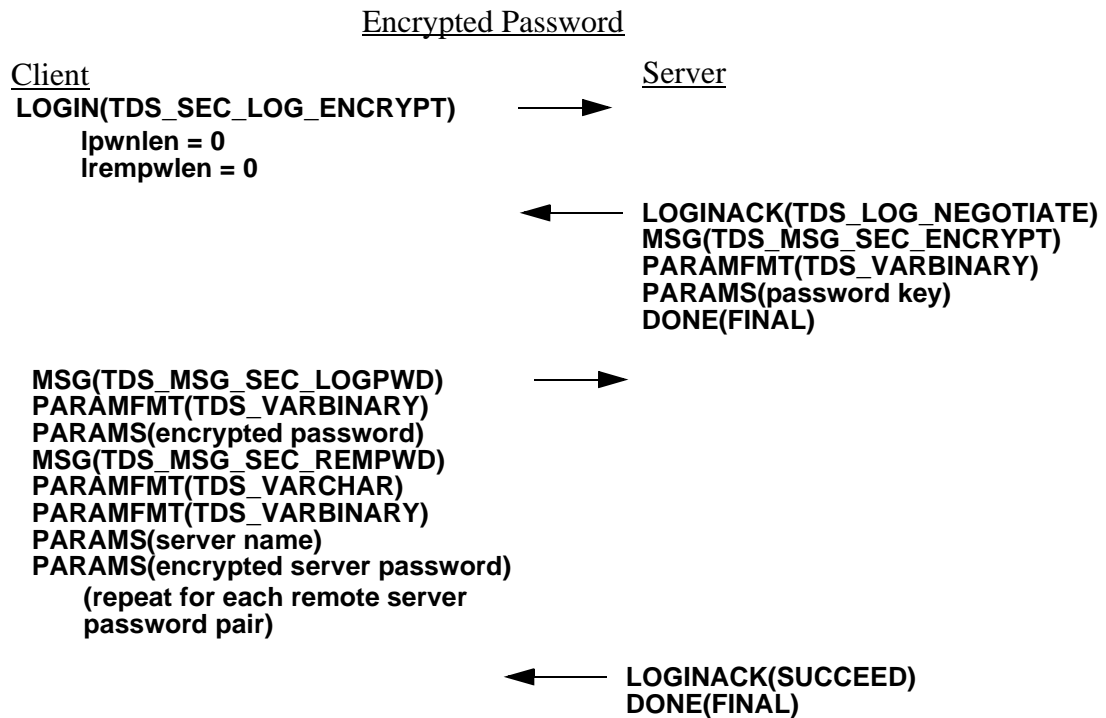 Encrypted Password
Client
Server
LOGIN(TDS_SEC_LOG_ENCRYPT)
lpwnlen = 0
lrempwlen = 0
LOGINACK(TDS_LOG_NEGOTIATE)
MSG(TDS_MSG_SEC_ENCRYPT)
PARAMFMT(TDS_VARBINARY)
PARAMS(password key)
DONE(FINAL)
MSG(TDS_MSG_SEC_LOGPWD)
PARAMFMT(TDS_VARBINARY)
PARAMS(encrypted password)
MSG(TDS_MSG_SEC_REMPWD)
PARAMFMT(TDS_VARCHAR)
PARAMFMT(TDS_VARBINARY)
PARAMS(server name)
PARAMS(encrypted server password)
(repeat for each remote server
password pair)
LOGINACK(SUCCEED)
DONE(FINAL)